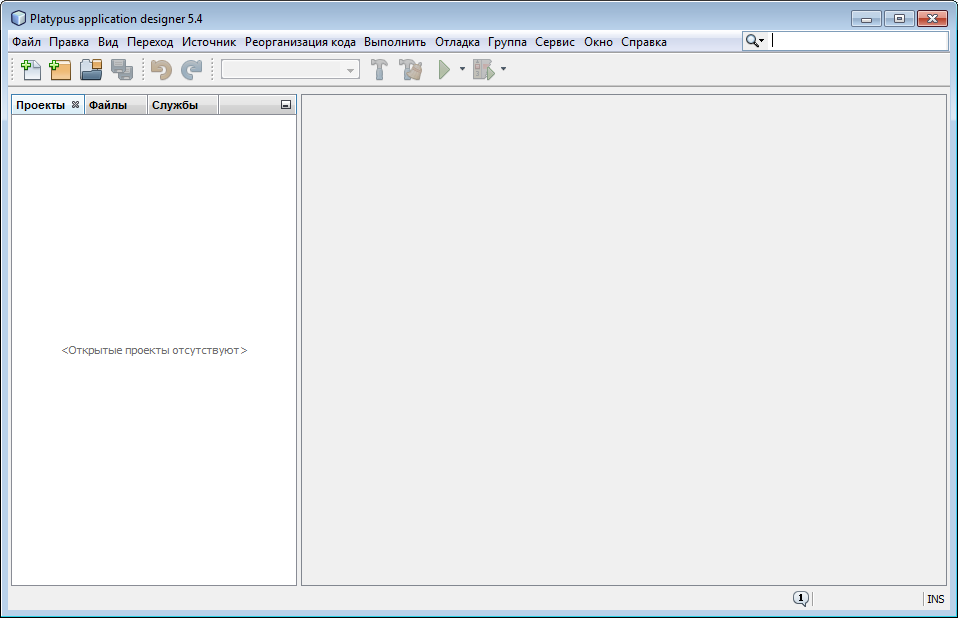 Platypus application designer 5.4
Файл Правка Вид Переход Источник Реорганизация кода Выполнить Отладка Группа Сервис Окно Справка
Проекты Файлы Службы
<Открытые проекты отсутствуют>
1
INS